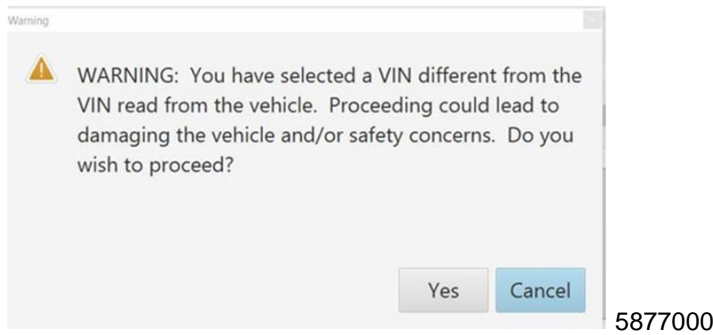 Warning
WARNING: You have selected a VIN different from the
VIN read from the vehicle. Proceeding could lead to
damaging the vehicle and/or safety concerns. Do you
wish to proceed?
Yes Cancel
5877000